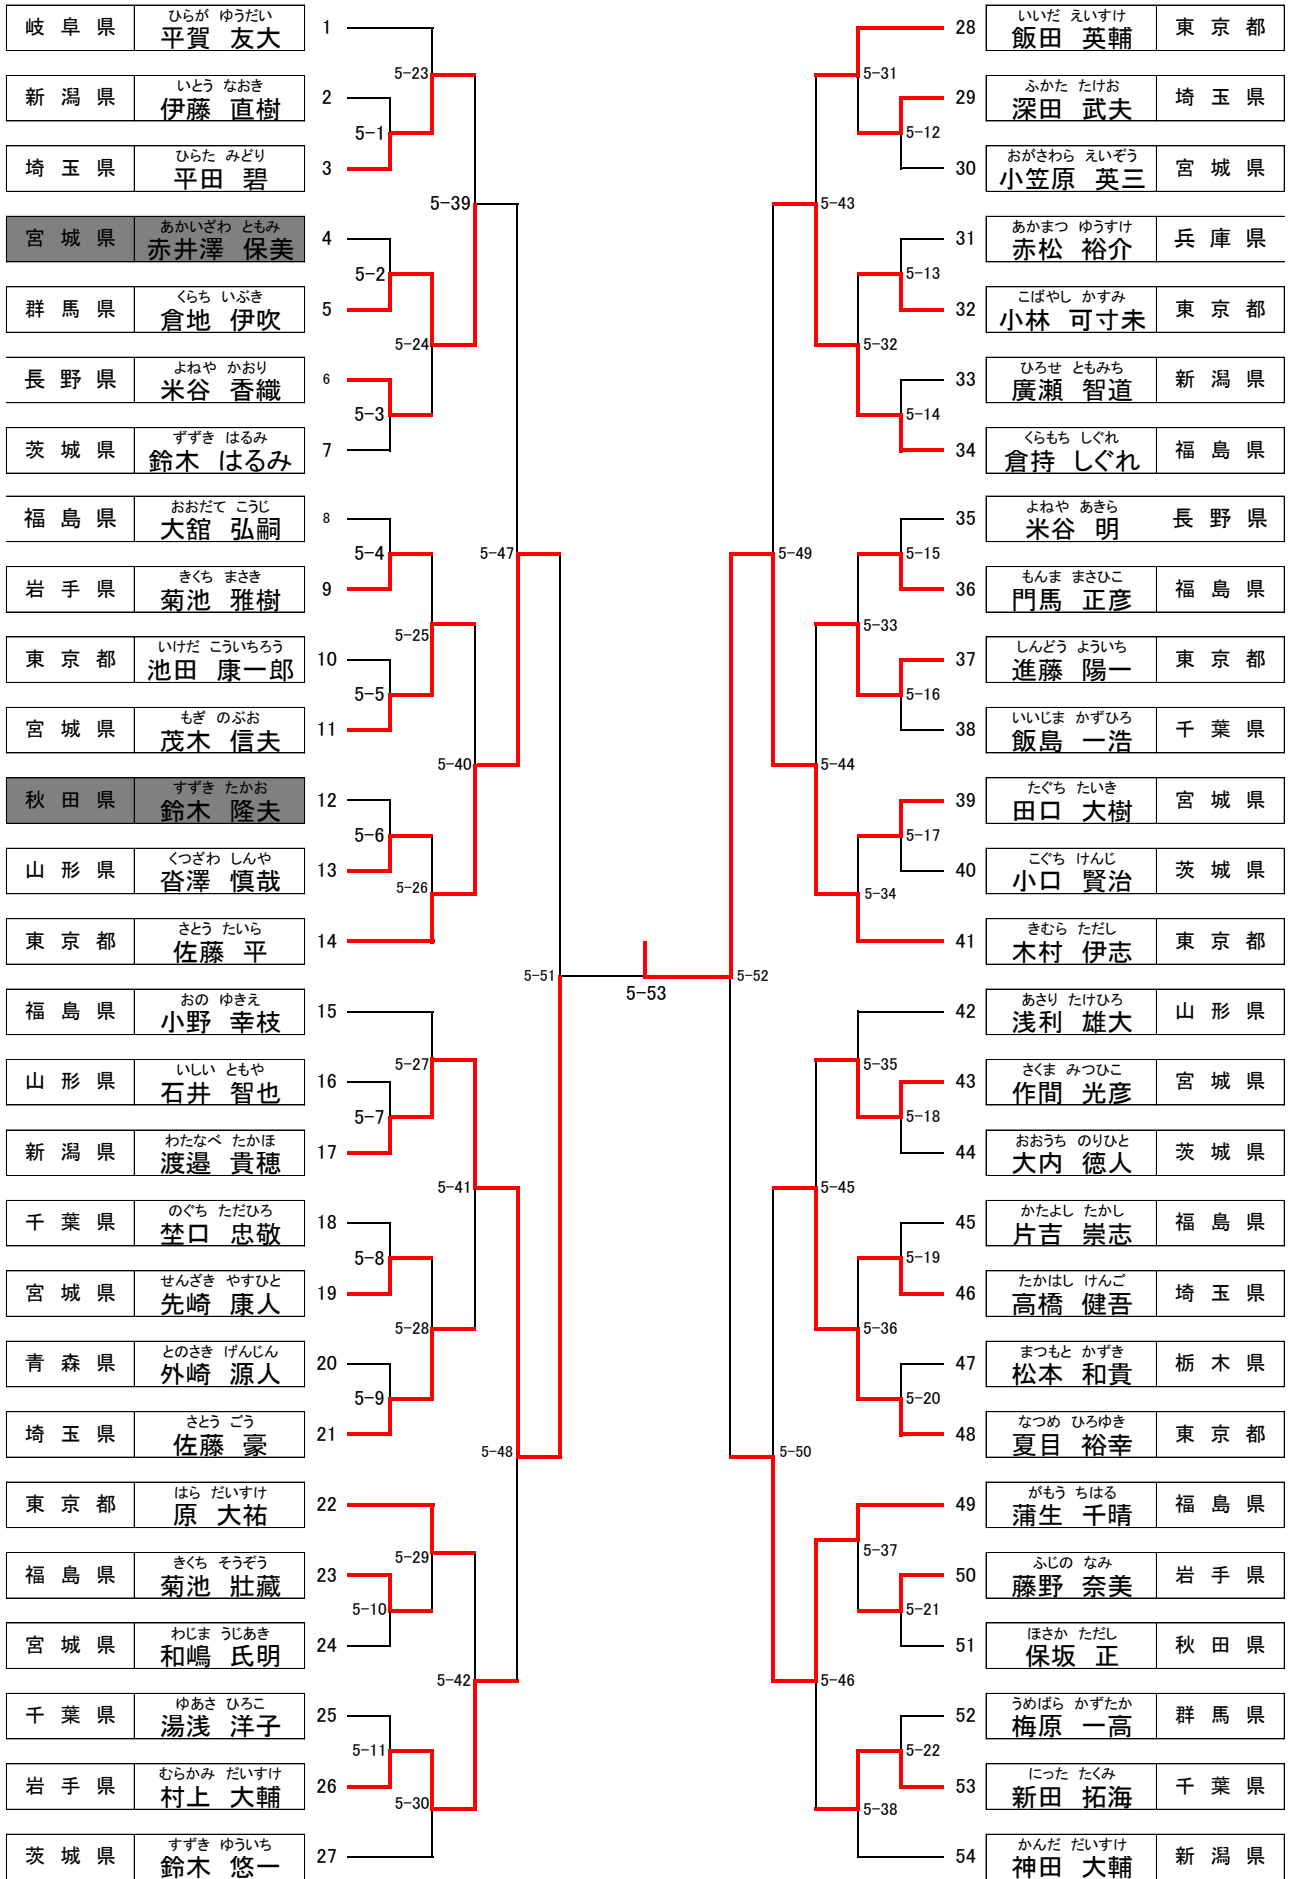 岐阜県 ひらが ゆうだい 平賀 友大 1
新潟県 いとう なおき 伊藤 直樹 2
埼玉県 ひらた みどり 平田 碧 3
宮城県 あかいざわ ともみ 赤井澤 保美 4
群馬県 くらち いぶき 倉地 伊吹 5
長野県 よねや かおり 米谷 香織 6
茨城県 ずずき はるみ 鈴木 はるみ 7
福島県 おおだて こうじ 大舘 弘嗣 8
岩手県 きくち まさき 菊池 雅樹 9
東京都 いけだ こういちろう 池田 康一郎 10
宮城県 もぎ のぶお 茂木 信夫 11
秋田県 すずき たかお 鈴木 隆夫 12
山形県 くつざわ しんや 沓澤 慎哉 13
東京都 さとう たいら 佐藤 平 14
福島県 おの ゆきえ 小野 幸枝 15
山形県 いしい ともや 石井 智也 16
新潟県 わたなべ たかほ 渡邉 貴穂 17
千葉県 のぐち ただひろ 埜口 忠敬 18
宮城県 せんざき やすひと 先崎 康人 19
青森県 とのさき げんじん 外崎 源人 20
埼玉県 さとう ごう 佐藤 豪 21
東京都 はら だいすけ 原 大祐 22
福島県 きくち そうぞう 菊池 壯藏 23
宮城県 わじま うじあき 和嶋 氏明 24
千葉県 ゆあさ ひろこ 湯浅 洋子 25
岩手県 むらかみ だいすけ 村上 大輔 26
茨城県 すずき ゆういち 鈴木 悠一 27
5-1
5-2
5-3
5-4
5-5
5-6
5-7
5-8
5-9
5-10
5-11
5-23
5-24
5-25
5-26
5-27
5-28
5-29
5-30
5-39
5-40
5-41
5-42
5-47
5-48
5-51
5-53
5-52
5-49
5-50
5-43
5-44
5-45
5-46
5-31
5-32
5-33
5-34
5-35
5-36
5-37
5-38
5-12
5-13
5-14
5-15
5-16
5-17
5-18
5-19
5-20
5-21
5-22
28 いいだ えいすけ 飯田 英輔 東京都
29 ふかた たけお 深田 武夫 埼玉県
30 おがさわら えいぞう 小笠原 英三 宮城県
31 あかまつ ゆうすけ 赤松 裕介 兵庫県
32 こばやし かすみ 小林 可寸未 東京都
33 ひろせ ともみち 廣瀬 智道 新潟県
34 くらもち しぐれ 倉持 しぐれ 福島県
35 よねや あきら 米谷 明 長野県
36 もんま まさひこ 門馬 正彦 福島県
37 しんどう よういち 進藤 陽一 東京都
38 いいじま かずひろ 飯島 一浩 千葉県
39 たぐち たいき 田口 大樹 宮城県
40 こぐち けんじ 小口 賢治 茨城県
41 きむら ただし 木村 伊志 東京都
42 あさり たけひろ 浅利 雄大 山形県
43 さくま みつひこ 作間 光彦 宮城県
44 おおうち のりひと 大内 徳人 茨城県
45 かたよし たかし 片吉 崇志 福島県
46 たかはし けんご 高橋 健吾 埼玉県
47 まつもと かずき 松本 和貴 栃木県
48 なつめ ひろゆき 夏目 裕幸 東京都
49 がもう ちはる 蒲生 千晴 福島県
50 ふじの なみ 藤野 奈美 岩手県
51 ほさか ただし 保坂 正 秋田県
52 うめばら かずたか 梅原 一高 群馬県
53 にった たくみ 新田 拓海 千葉県
54 かんだ だいすけ 神田 大輔 新潟県